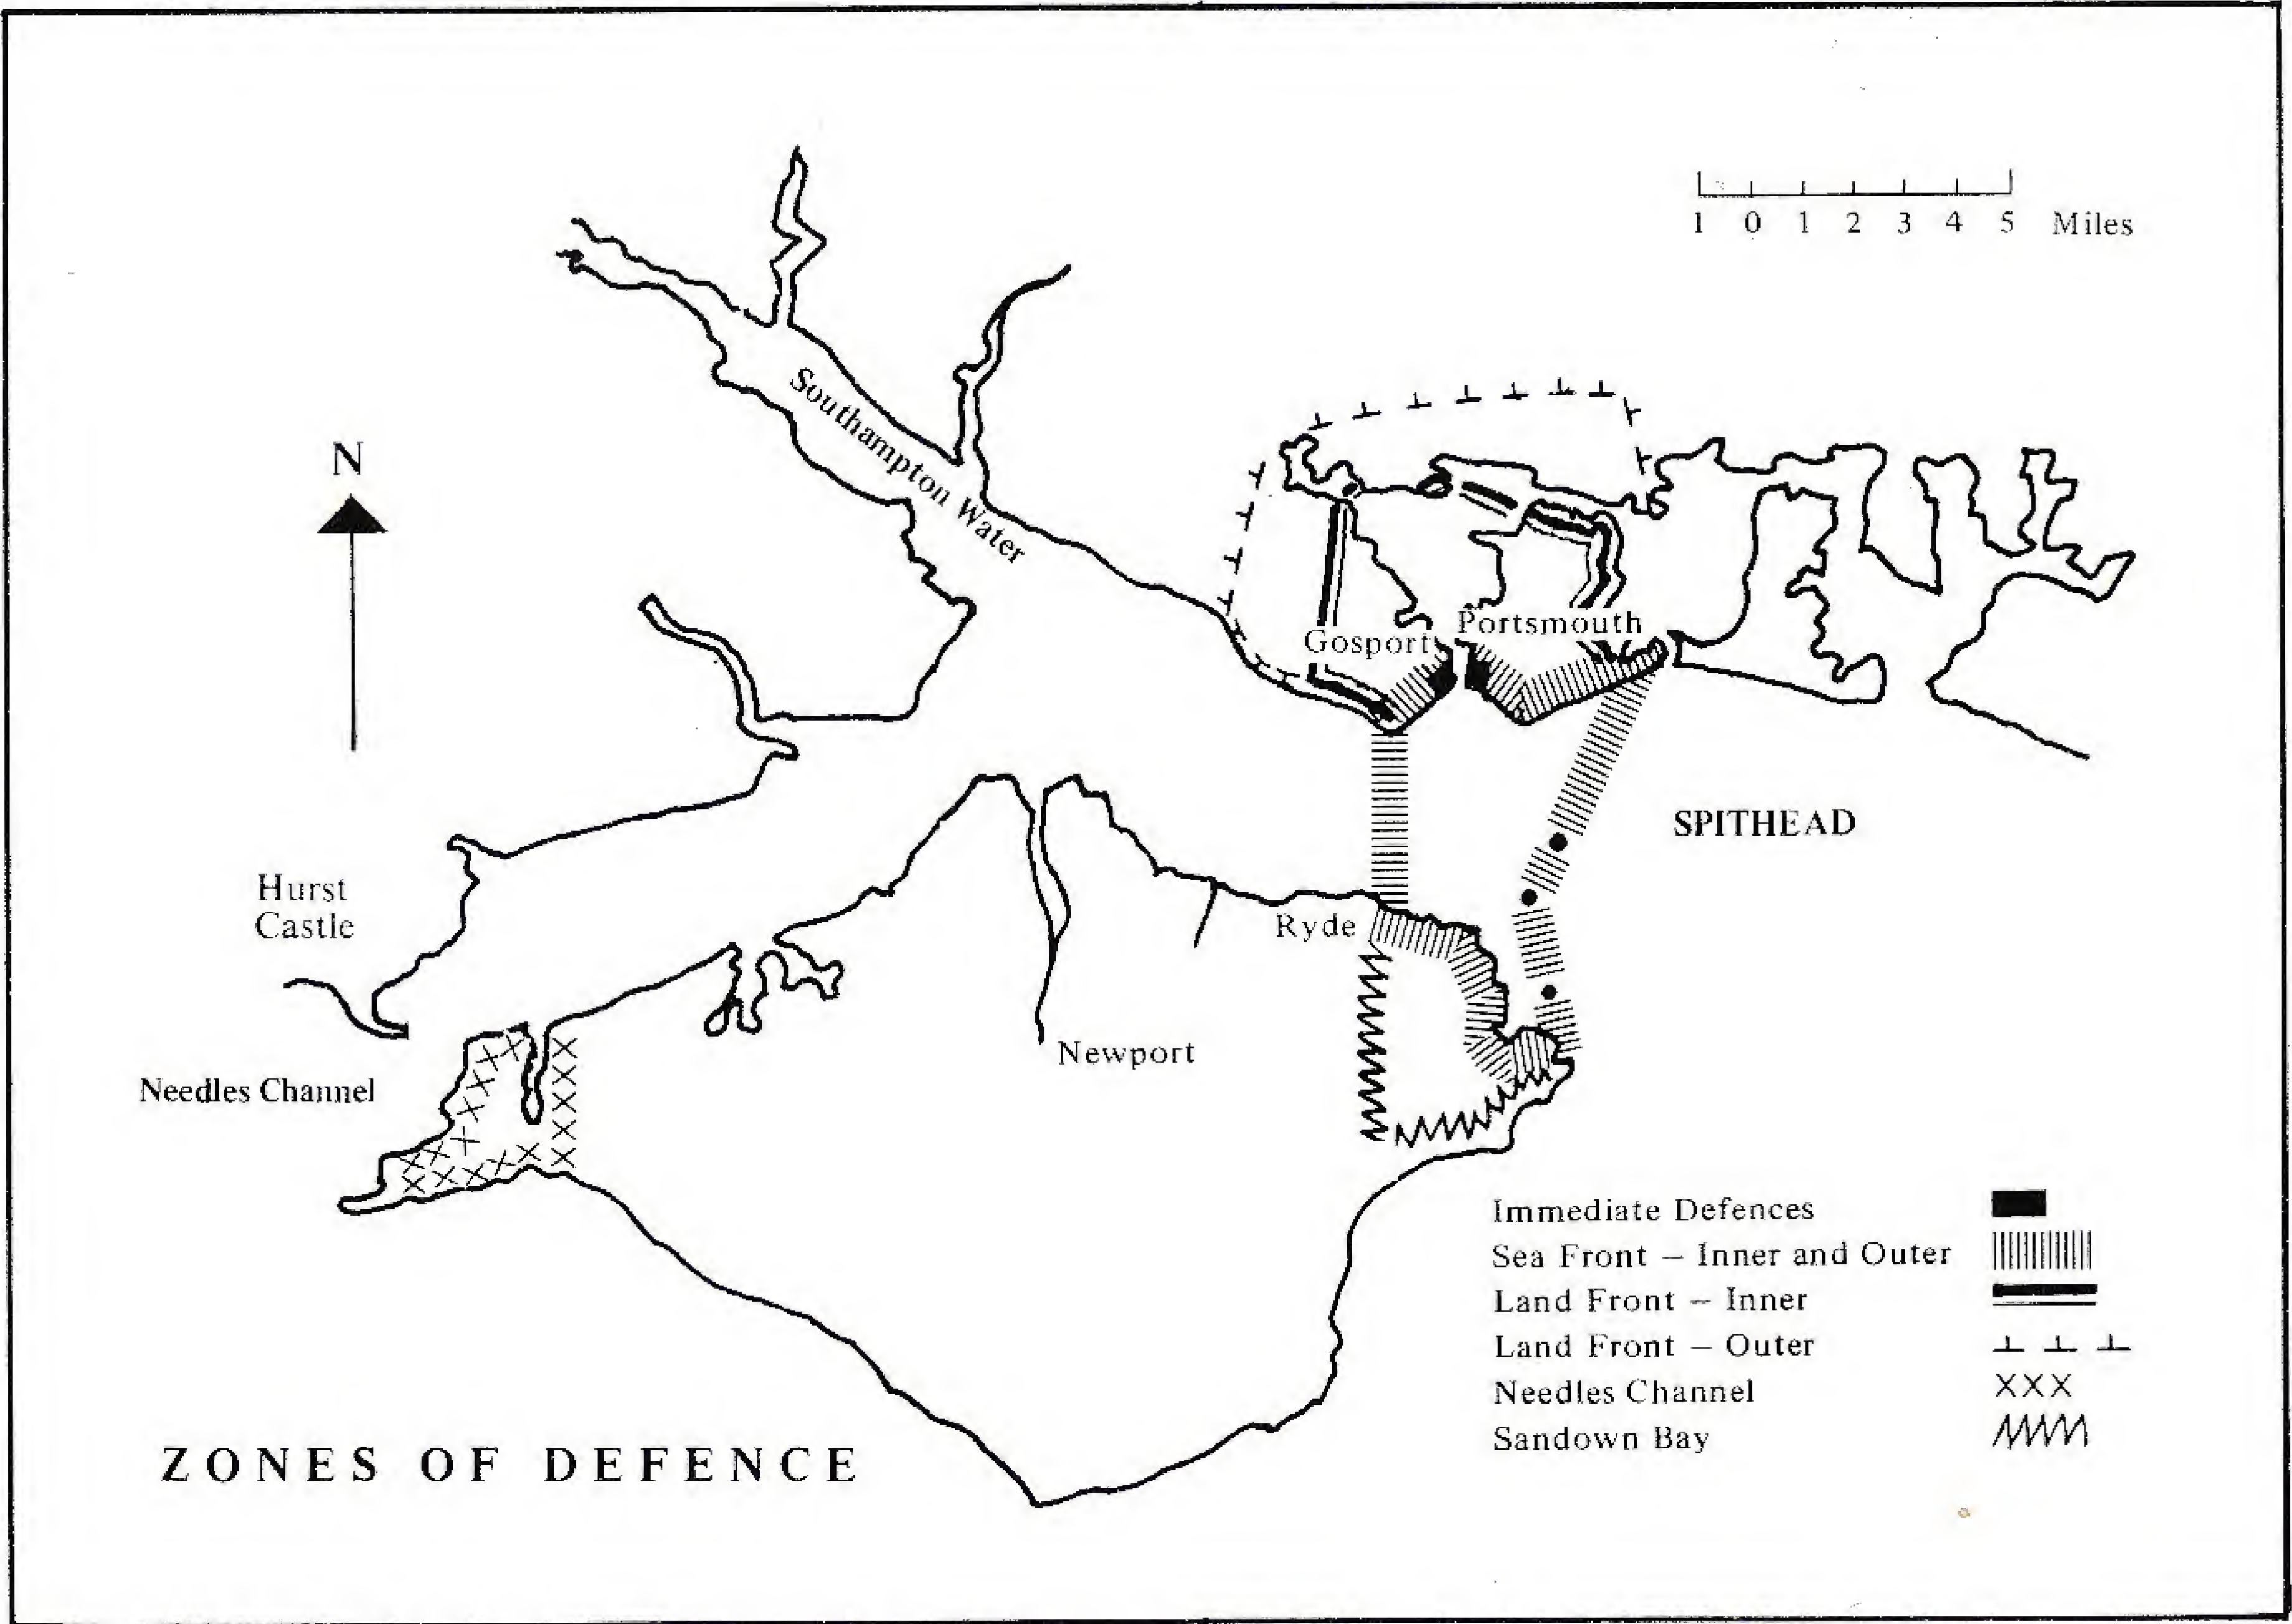 1 0 1 2 3 4 5 Miles
N
Southampton Water
Gosport
Portsmouth
SPITHEAD
Hurst
Castle
Ryde
Newport
Needles Channel
Immediate Defences
Sea Front – Inner and Outer
Land Front – Inner
Land Front – Outer
Needles Channel
Sandown Bay
ZONES OF DEFENCE